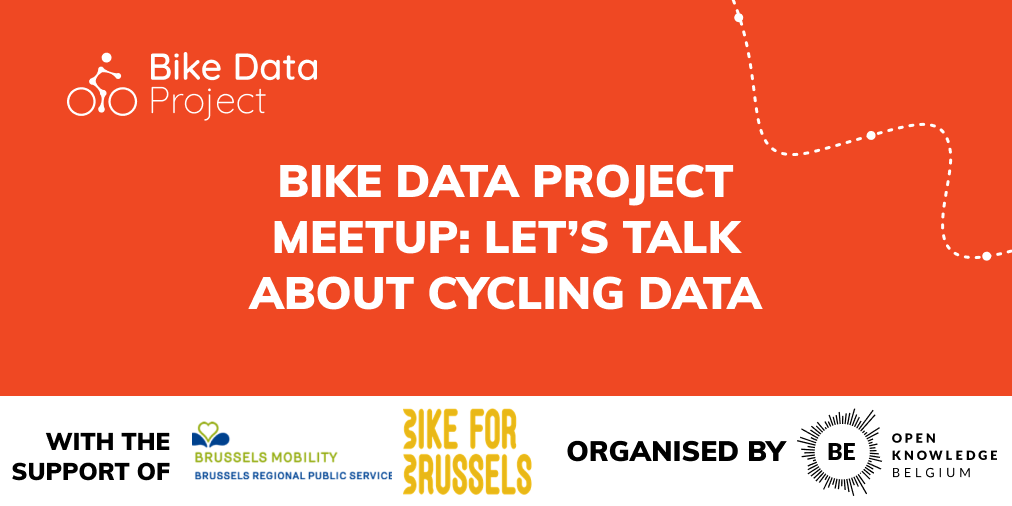 Bike Data
Project
BIKE DATA PROJECT
MEETUP: LET’S TALK
ABOUT CYCLING DATA
WITH THE
SUPPORT OF
BRUSSELS MOBILITY
BRUSSELS REGIONAL PUBLIC SERVICE
BIKE FOR
BRUSSELS
ORGANISED BY
BE
OPEN
KNOWLEDGE
BELGIUM